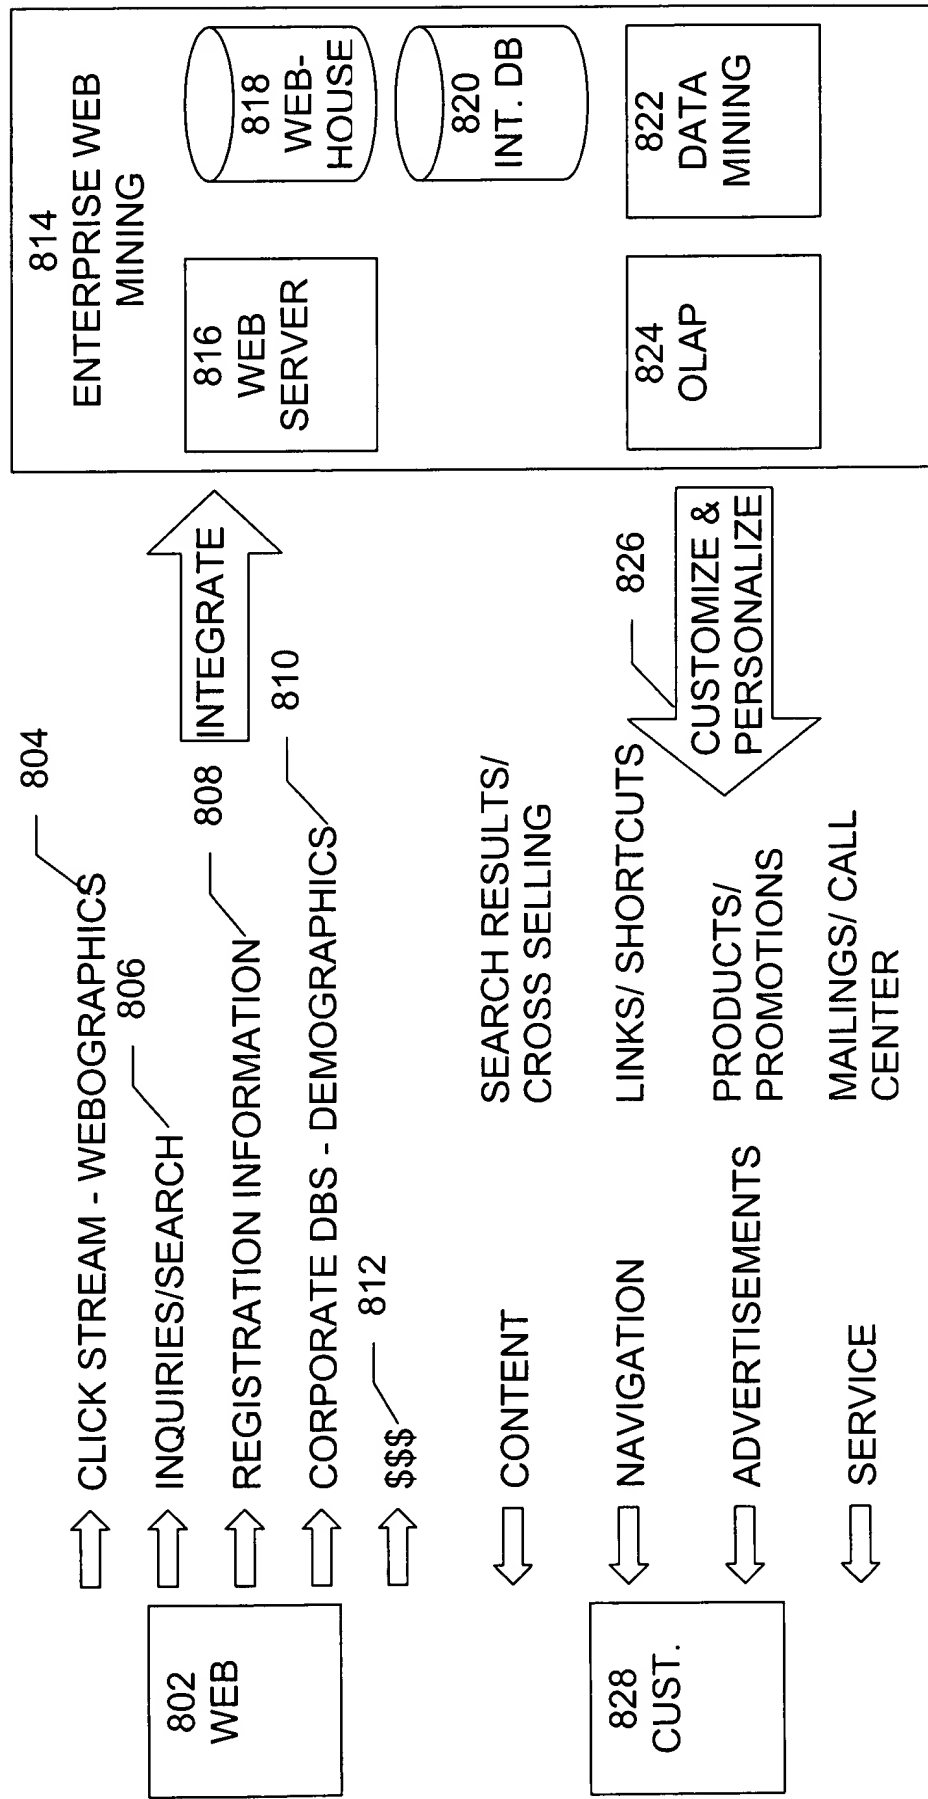 802
WEB
CLICK STREAM - WEBOGRAPHICS
804
INQUIRIES/SEARCH
806
REGISTRATION INFORMATION
808
CORPORATE DBS - DEMOGRAPHICS
810
$$$
812
INTEGRATE
814
ENTERPRISE WEB
MINING
816
WEB
SERVER
818
WEB-
HOUSE
820
INT. DB
822
DATA
MINING
824
OLAP
826
CUSTOMIZE &
PERSONALIZE
CONTENT
SEARCH RESULTS/
CROSS SELLING
NAVIGATION
LINKS/ SHORTCUTS
ADVERTISEMENTS
PRODUCTS/
PROMOTIONS
SERVICE
MAILINGS/ CALL
CENTER
828
CUST.